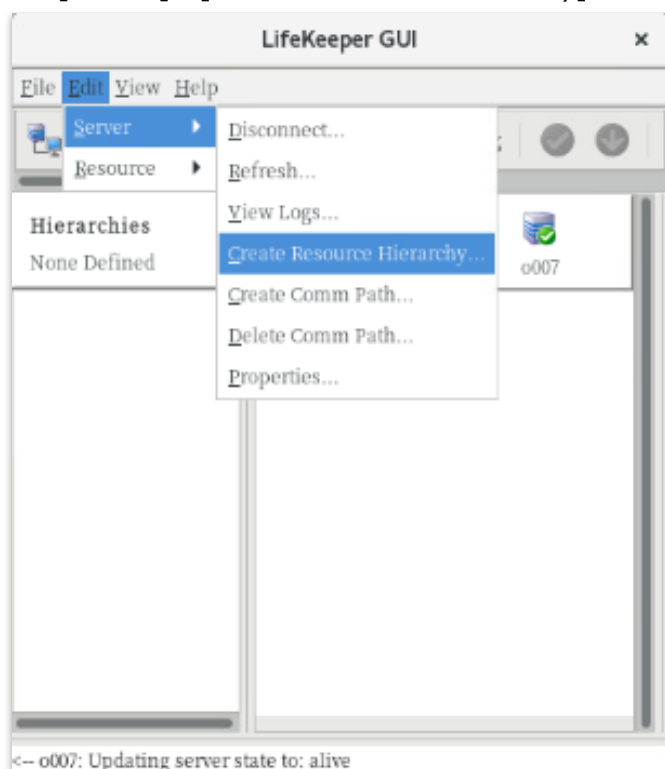 LifeKeeper GUI ×
File Edit View Help
Server
Resource
Disconnect...
Refresh...
View Logs...
Create Resource Hierarchy...
Create Comm Path...
Delete Comm Path...
Properties...
Hierarchies
None Defined
o007
<-- o007: Updating server state to: alive